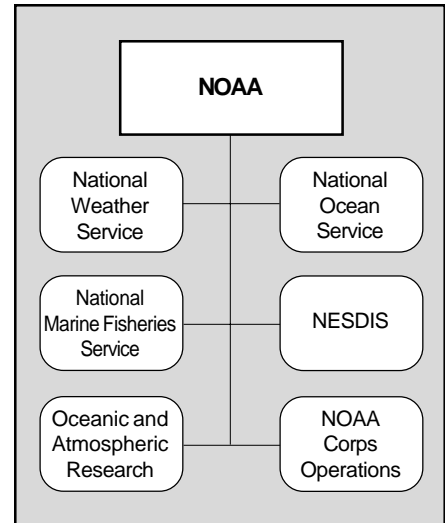 NOAA
National
Weather
Service
National
Ocean
Service
National
Marine Fisheries
Service
NESDIS
Oceanic and
Atmospheric
Research
NOAA
Corps
Operations